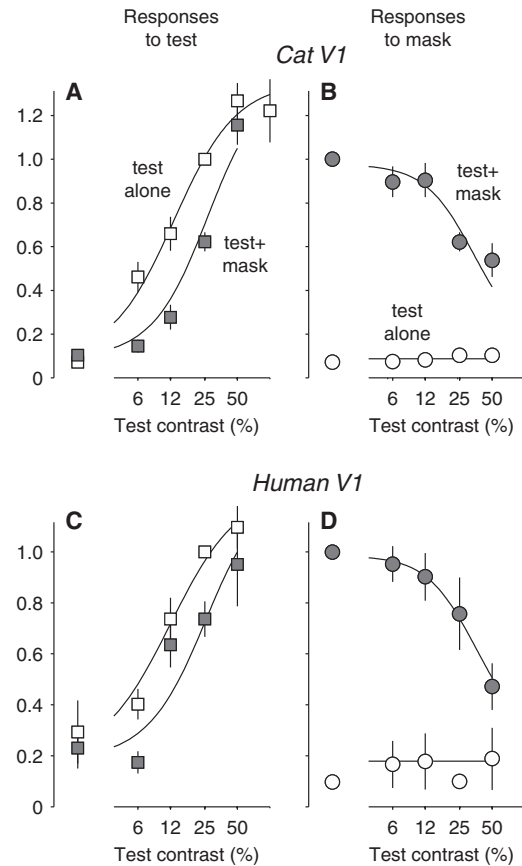 Responses to test
Responses to mask
Cat V1
A
B
1.2
1.0
0.8
0.6
0.4
0.2
0
test alone
test+ mask
test+ mask
test alone
6 12 25 50
6 12 25 50
Test contrast (%)
Test contrast (%)
Human V1
C
D
1.0
0.8
0.6
0.4
0.2
0
6 12 25 50
6 12 25 50
Test contrast (%)
Test contrast (%)